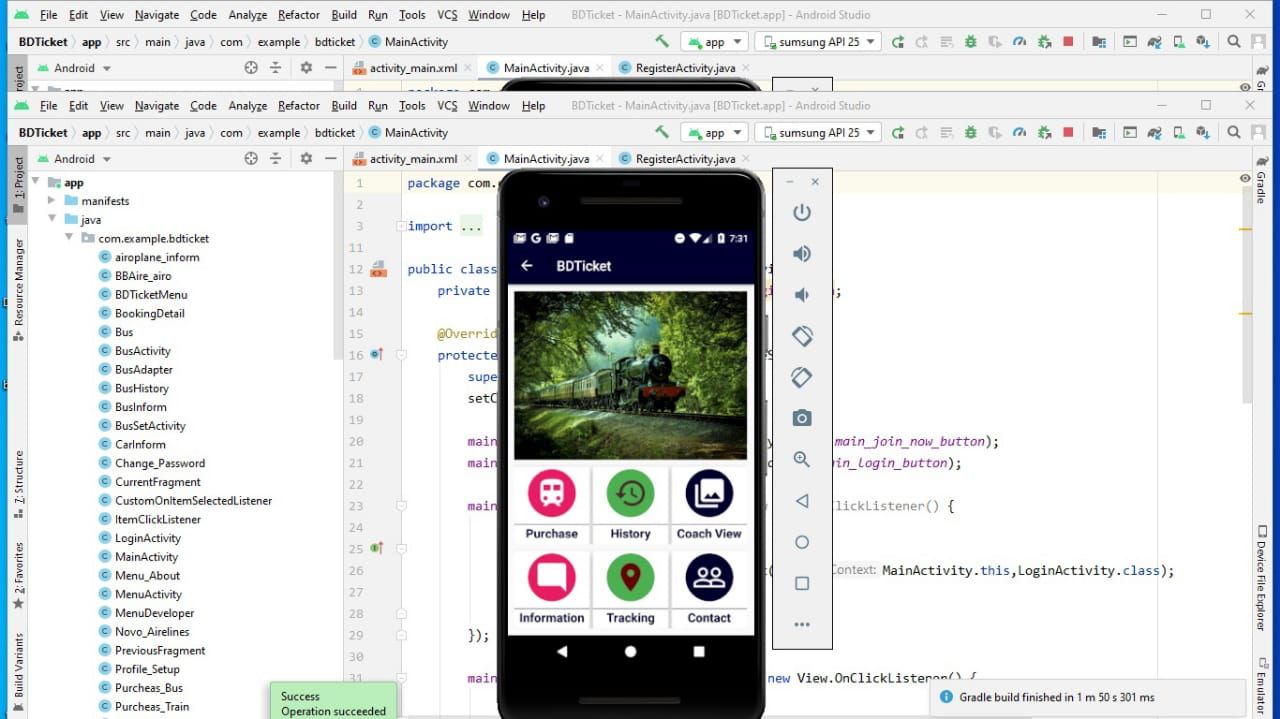 File Edit View Navigate Code Analyze Refactor Build Run Tools VCS Window Help BDTicket - MainActivity.java [BDTicket.app] - Android Studio
BDTicket app src main java com example bdticket MainActivity app sumsung API 25
Android activity_main.xml MainActivity.java RegisterActivity.java
File Edit View Navigate Code Analyze Refactor Build Run Tools VCS Window Help BDTicket - MainActivity.java [BDTicket.app] - Android Studio
BDTicket app src main java com example bdticket MainActivity app sumsung API 25
Android activity_main.xml MainActivity.java RegisterActivity.java
1: Project
Resource Manager
7: Structure
2: Favorites
Build Variants
app
manifests
java
com.example.bdticket
airoplane_inform
BBAire_airo
BDTicketMenu
BookingDetail
Bus
BusActivity
BusAdapter
BusHistory
BusInform
BusSetActivity
CarInform
Change_Password
CurrentFragment
CustomOnItemSelectedListener
ItemClickListener
LoginActivity
MainActivity
Menu_About
MenuActivity
MenuDeveloper
Novo_Airelines
PreviousFragment
Profile_Setup
Purcheas_Bus
Purcheas_Train
1 package com.
2
3 import ...
11
12 public class
13 private
14
15 @Overrid
16 protecte
17 supe
18 setC
19
20 main main_join_now_button);
21 main in_login_button);
22
23 main ClickListener() {
24
25
26 Context: MainActivity.this,LoginActivity.class);
27
28
29 });
30
31 main new View.OnClickListener() {
7:31
BDTicket
Purchase History Coach View
Information Tracking Contact
Gradle
Device File Explorer
Emulator
Success
Operation succeeded
Gradle build finished in 1 m 50 s 301 ms